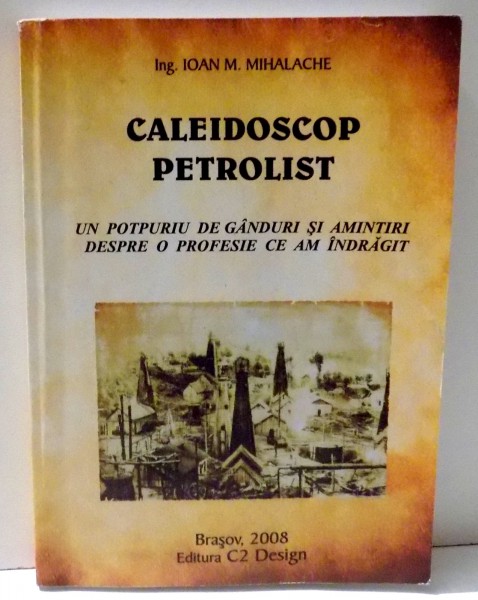 Ing. IOAN M. MIHALACHE
CALEIDOSCOP
PETROLIST
UN POTPURIU DE GÂNDURI ȘI AMINTIRI
DESPRE O PROFESIE CE AM ÎNDRĂGIT
Brașov, 2008
Editura C2 Design